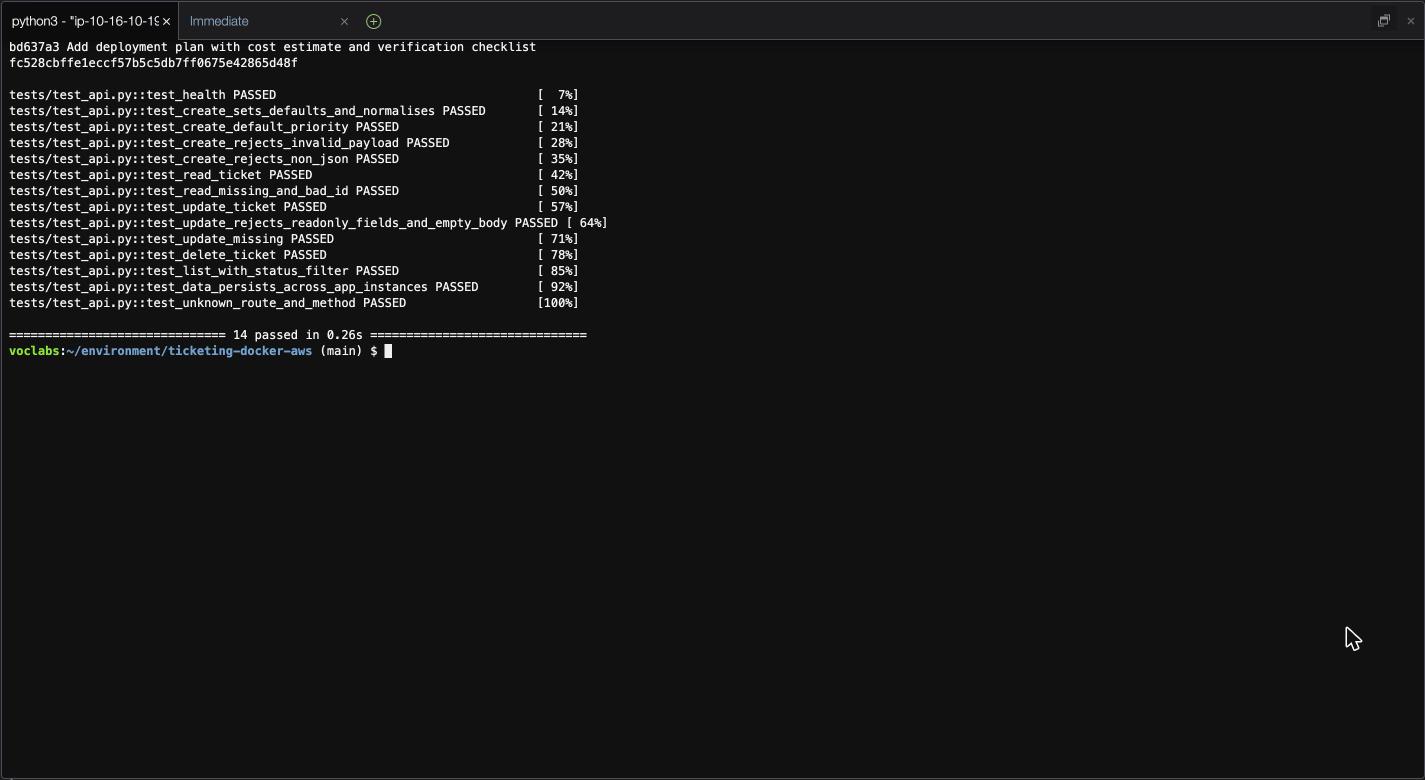 python3 - "ip-10-16-10-19 × Immediate ×
bd637a3 Add deployment plan with cost estimate and verification checklist
fc528cbffe1eccf57b5c5db7ff0675e42865d48f
tests/test_api.py::test_health PASSED [  7%]
tests/test_api.py::test_create_sets_defaults_and_normalises PASSED [ 14%]
tests/test_api.py::test_create_default_priority PASSED [ 21%]
tests/test_api.py::test_create_rejects_invalid_payload PASSED [ 28%]
tests/test_api.py::test_create_rejects_non_json PASSED [ 35%]
tests/test_api.py::test_read_ticket PASSED [ 42%]
tests/test_api.py::test_read_missing_and_bad_id PASSED [ 50%]
tests/test_api.py::test_update_ticket PASSED [ 57%]
tests/test_api.py::test_update_rejects_readonly_fields_and_empty_body PASSED [ 64%]
tests/test_api.py::test_update_missing PASSED [ 71%]
tests/test_api.py::test_delete_ticket PASSED [ 78%]
tests/test_api.py::test_list_with_status_filter PASSED [ 85%]
tests/test_api.py::test_data_persists_across_app_instances PASSED [ 92%]
tests/test_api.py::test_unknown_route_and_method PASSED [100%]
============================== 14 passed in 0.26s ==============================
voclabs:~/environment/ticketing-docker-aws (main) $